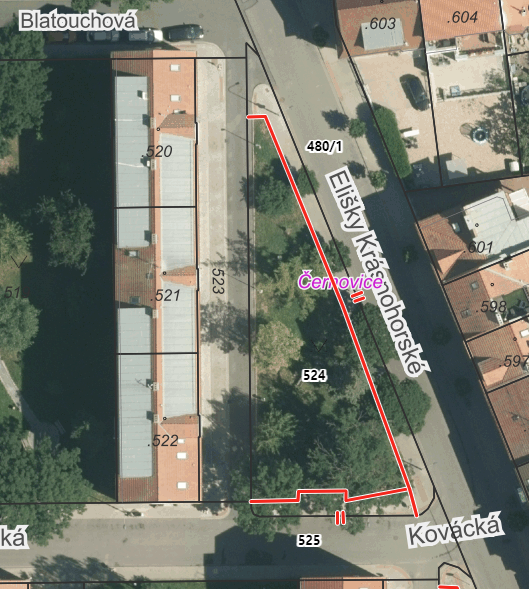 Blatouchová
.603
.604
480/1
.520
Elišky Krásnohorské
.601
Černovice
523
51
.521
.598
.597
524
.522
Kovácká
ká
525